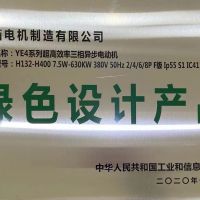 电机制造有限公司
YE4系列超高效率三相异步电动机
H132-H400 7.5W-630KW 380V 50Hz 2/4/6/8P F级 Ip55 S1 IC41
绿色设计产品
中华人民共和国工业和信息
二〇二〇年